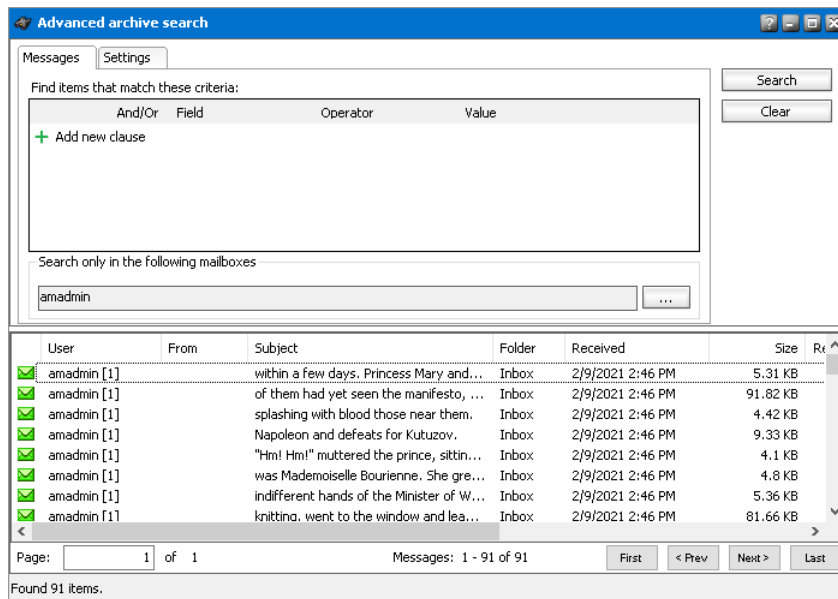 Advanced archive search
Messages Settings
Find items that match these criteria:
Search
And/Or Field Operator Value
Clear
Add new clause
Search only in the following mailboxes
amadmin
...
User From Subject Folder Received Size Re
amadmin [1] within a few days. Princess Mary and... Inbox 2/9/2021 2:46 PM 5.31 KB
amadmin [1] of them had yet seen the manifesto, ... Inbox 2/9/2021 2:46 PM 91.82 KB
amadmin [1] splashing with blood those near them. Inbox 2/9/2021 2:46 PM 4.42 KB
amadmin [1] Napoleon and defeats for Kutuzov. Inbox 2/9/2021 2:46 PM 9.33 KB
amadmin [1] "Hm! Hm!" muttered the prince, sittin... Inbox 2/9/2021 2:46 PM 4.1 KB
amadmin [1] was Mademoiselle Bourienne. She gre... Inbox 2/9/2021 2:46 PM 4.8 KB
amadmin [1] indifferent hands of the Minister of W... Inbox 2/9/2021 2:46 PM 5.36 KB
amadmin [1] knitting, went to the window and lea... Inbox 2/9/2021 2:46 PM 81.66 KB
Page: 1 of 1 Messages: 1 - 91 of 91 First < Prev Next > Last
Found 91 items.